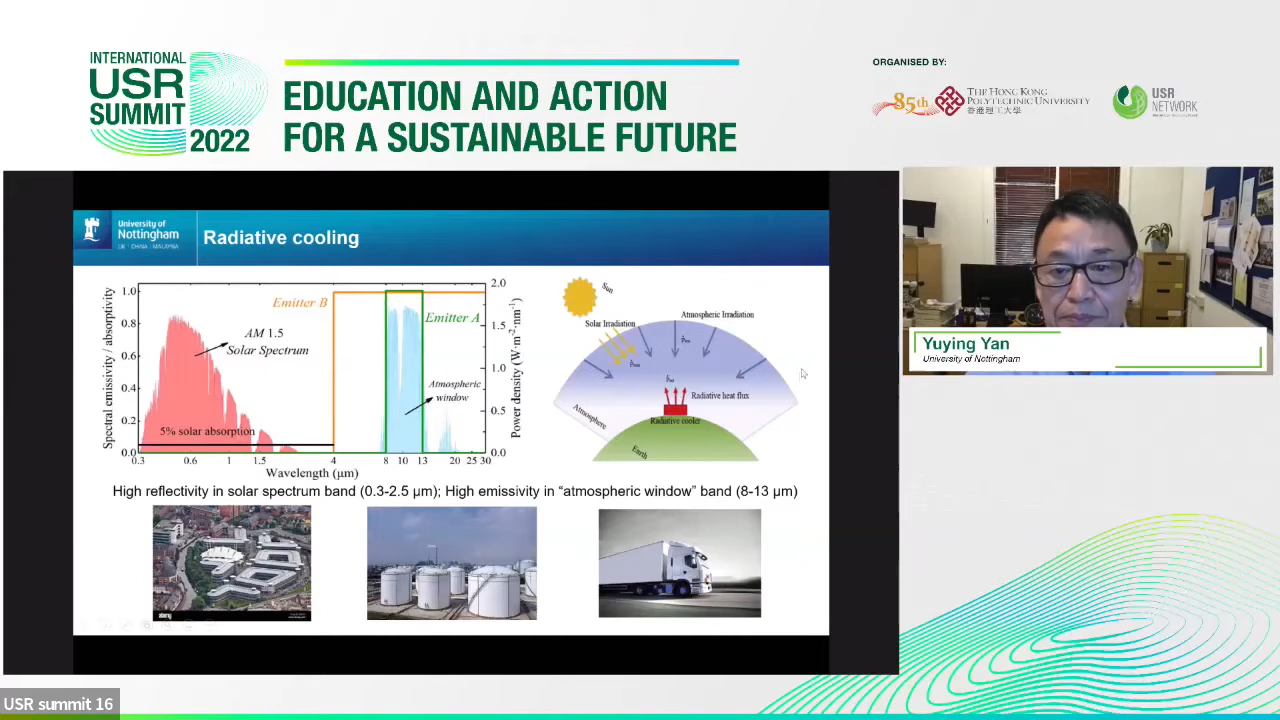 INTERNATIONAL
USR
SUMMIT
2022
EDUCATION AND ACTION
FOR A SUSTAINABLE FUTURE
ORGANISED BY:
85th
THE HONG KONG
POLYTECHNIC UNIVERSITY
香港理工大學
USR
NETWORK
University of
Nottingham
UK | CHINA | MALAYSIA
Radiative cooling
Spectral emissivity / absorptivity
1.0
0.8
0.6
0.4
0.2
0.0
Emitter B
Emitter A
AM 1.5
Solar Spectrum
Atmospheric
window
5% solar absorption
0.3 0.6 1 1.5 4 8 10 13 20 25 30
Wavelength (μm)
2.0
1.5
1.0
0.5
0.0
Power density (W·m⁻²·nm⁻¹)
Sun
Solar Irradiation
Atmospheric Irradiation
Radiative heat flux
Radiative cooler
Atmosphere
Earth
High reflectivity in solar spectrum band (0.3-2.5 μm); High emissivity in “atmospheric window” band (8-13 μm)
Yuying Yan
University of Nottingham
USR summit 16